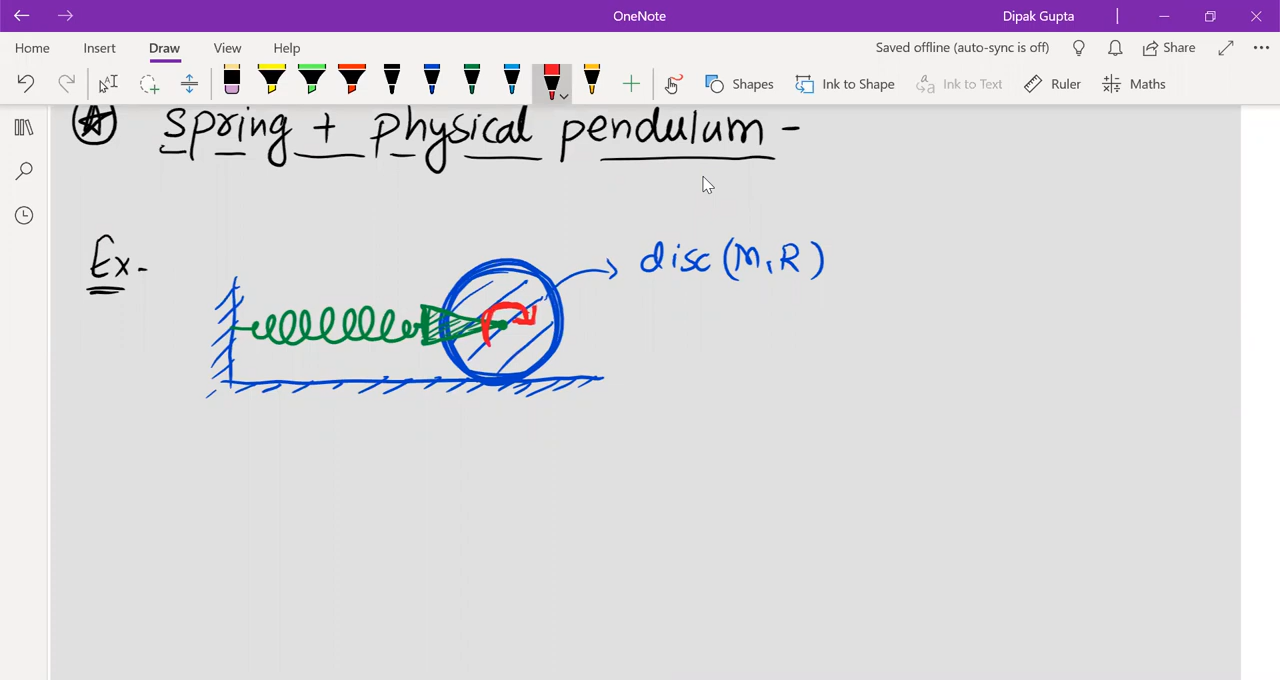 OneNote
Dipak Gupta
Home Insert Draw View Help
Saved offline (auto-sync is off)
Share
Shapes
Ink to Shape
Ink to Text
Ruler
Maths
A Spring + physical pendulum -
Ex- disc (M, R)